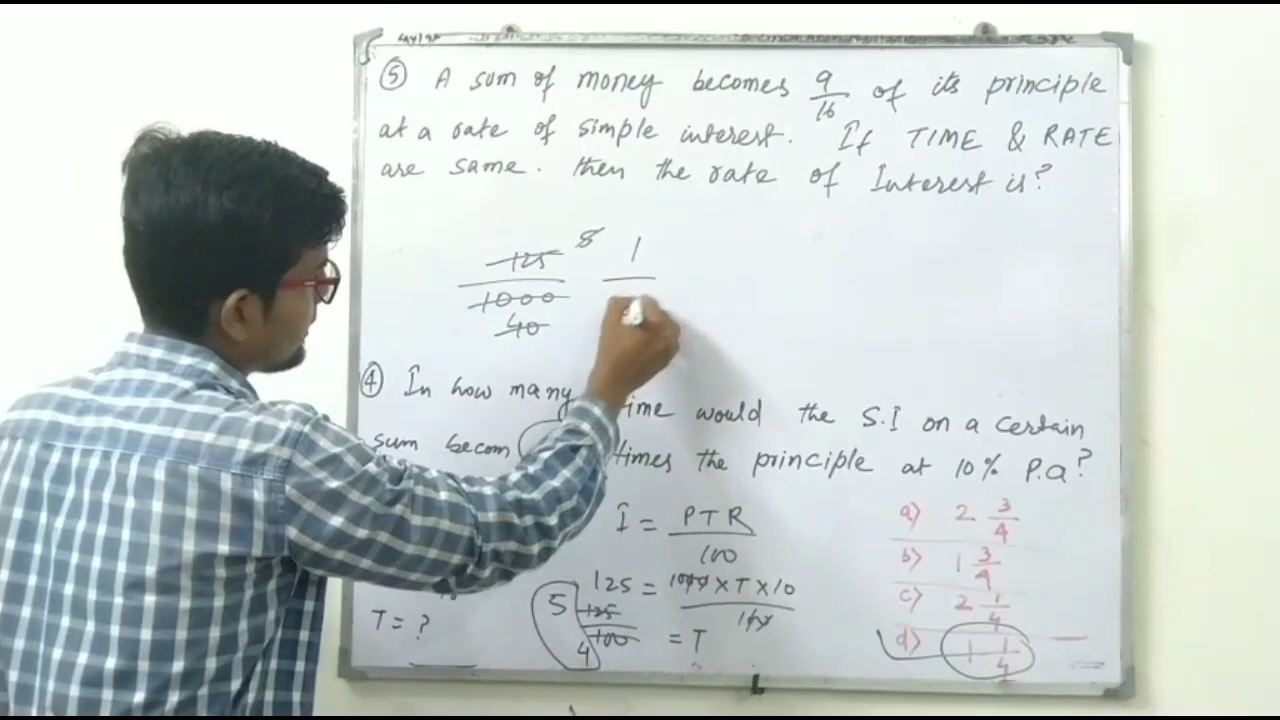 ⑤ A sum of money becomes 9/16 of its principle
at a rate of simple interest. If TIME & RATE
are same. then the rate of Interest is?
125 8 1
1000
40
④ In how many time would the S.I on a certain
sum becom times the principle at 10% P.a?
I = PTR
100
a) 2 3/4
b) 1 3/4
125 = 1000 × T × 10
100
c) 2 1/4
T = ?
5 125
4 100 = T
d) 1 1/4